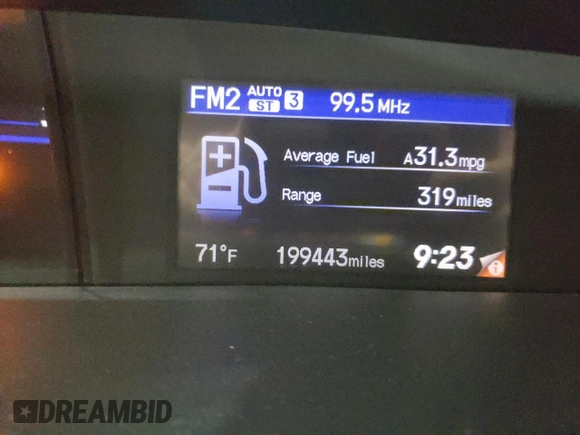 FM2 AUTO ST 3 99.5 MHz
Average Fuel A31.3mpg
Range 319miles
71°F 199443miles 9:23 i
DREAMBID